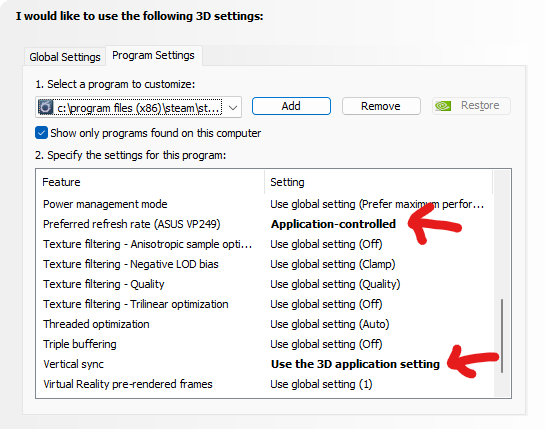 I would like to use the following 3D settings:
Global Settings Program Settings
1. Select a program to customize:
c:\program files (x86)\steam\st... Add Remove Restore
Show only programs found on this computer
2. Specify the settings for this program:
Feature Setting
Power management mode Use global setting (Prefer maximum perfor...
Preferred refresh rate (ASUS VP249) Application-controlled
Texture filtering - Anisotropic sample opti... Use global setting (Off)
Texture filtering - Negative LOD bias Use global setting (Clamp)
Texture filtering - Quality Use global setting (Quality)
Texture filtering - Trilinear optimization Use global setting (Off)
Threaded optimization Use global setting (Auto)
Triple buffering Use global setting (Off)
Vertical sync Use the 3D application setting
Virtual Reality pre-rendered frames Use global setting (1)